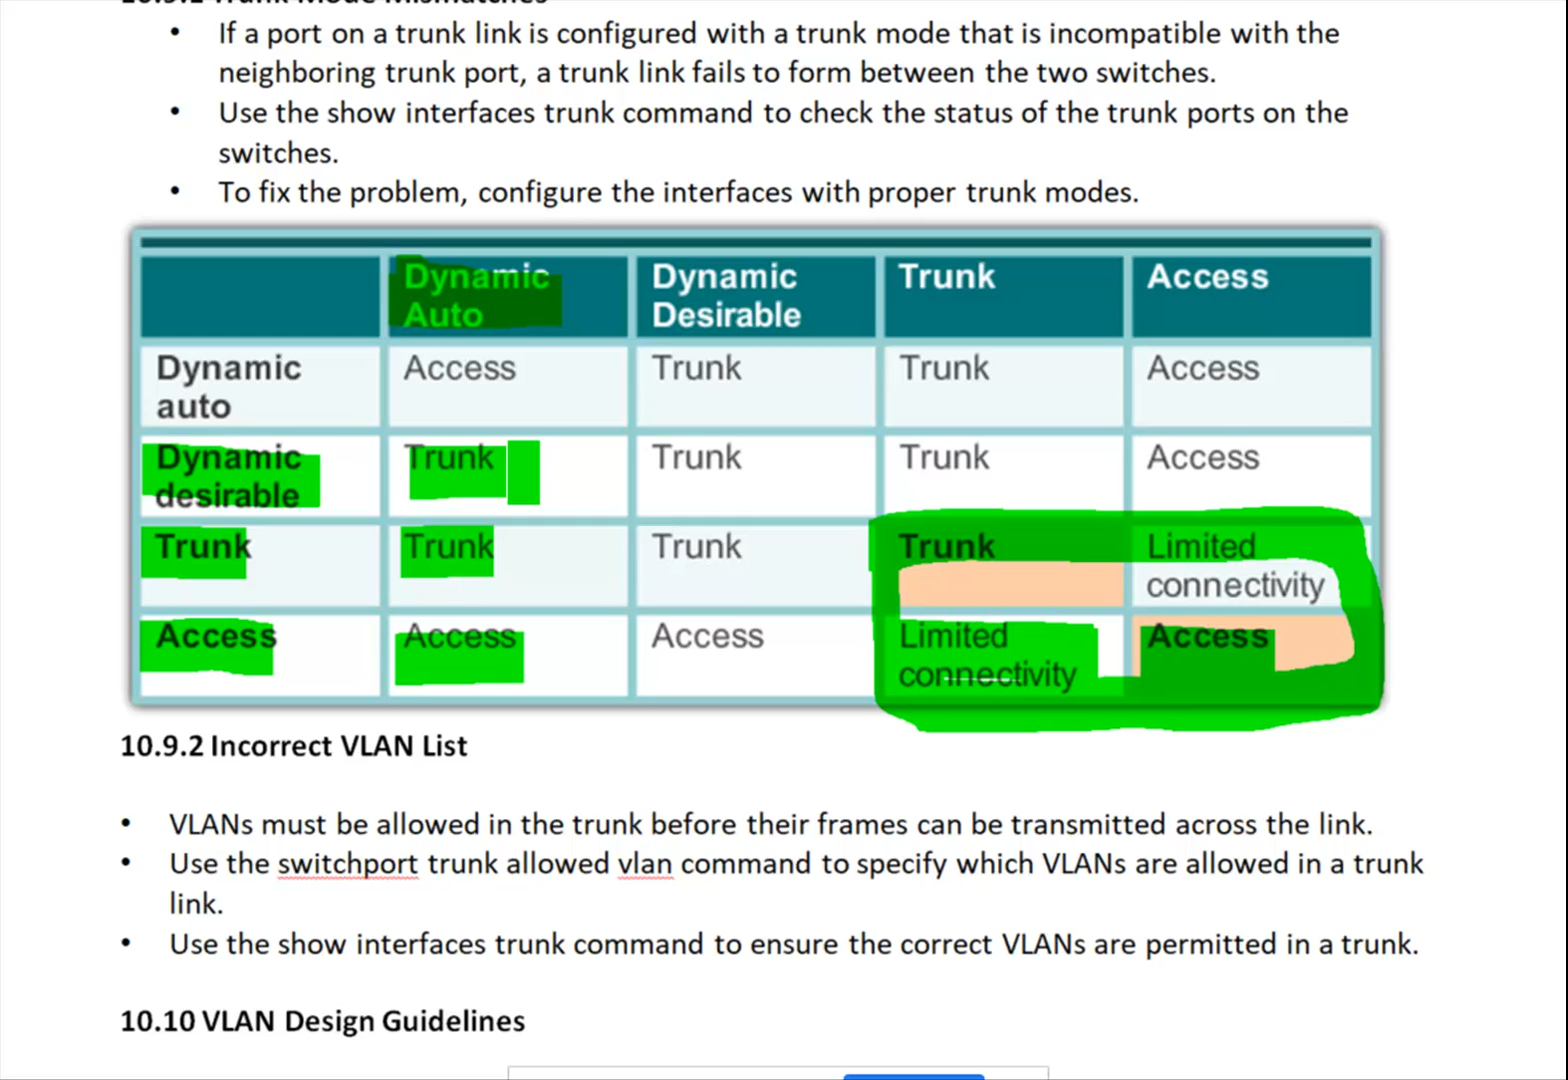 10.9.1 Trunk Mode Mismatches
• If a port on a trunk link is configured with a trunk mode that is incompatible with the
neighboring trunk port, a trunk link fails to form between the two switches.
• Use the show interfaces trunk command to check the status of the trunk ports on the
switches.
• To fix the problem, configure the interfaces with proper trunk modes.
Dynamic Auto Dynamic Desirable Trunk Access
Dynamic auto Access Trunk Trunk Access
Dynamic desirable Trunk Trunk Trunk Access
Trunk Trunk Trunk Trunk Limited connectivity
Access Access Access Limited connectivity Access
10.9.2 Incorrect VLAN List
• VLANs must be allowed in the trunk before their frames can be transmitted across the link.
• Use the switchport trunk allowed vlan command to specify which VLANs are allowed in a trunk
link.
• Use the show interfaces trunk command to ensure the correct VLANs are permitted in a trunk.
10.10 VLAN Design Guidelines